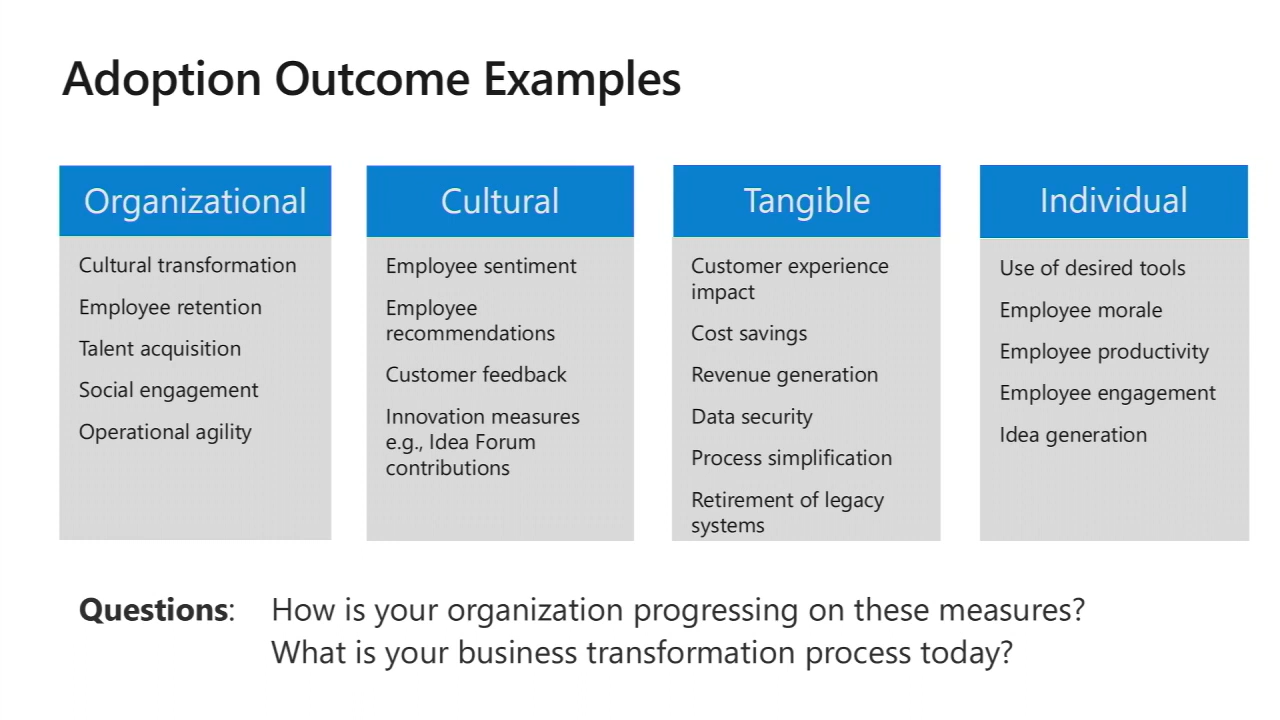 Adoption Outcome Examples
Organizational
Cultural transformation
Employee retention
Talent acquisition
Social engagement
Operational agility
Cultural
Employee sentiment
Employee
recommendations
Customer feedback
Innovation measures
e.g., Idea Forum
contributions
Tangible
Customer experience
impact
Cost savings
Revenue generation
Data security
Process simplification
Retirement of legacy
systems
Individual
Use of desired tools
Employee morale
Employee productivity
Employee engagement
Idea generation
Questions: How is your organization progressing on these measures?
What is your business transformation process today?